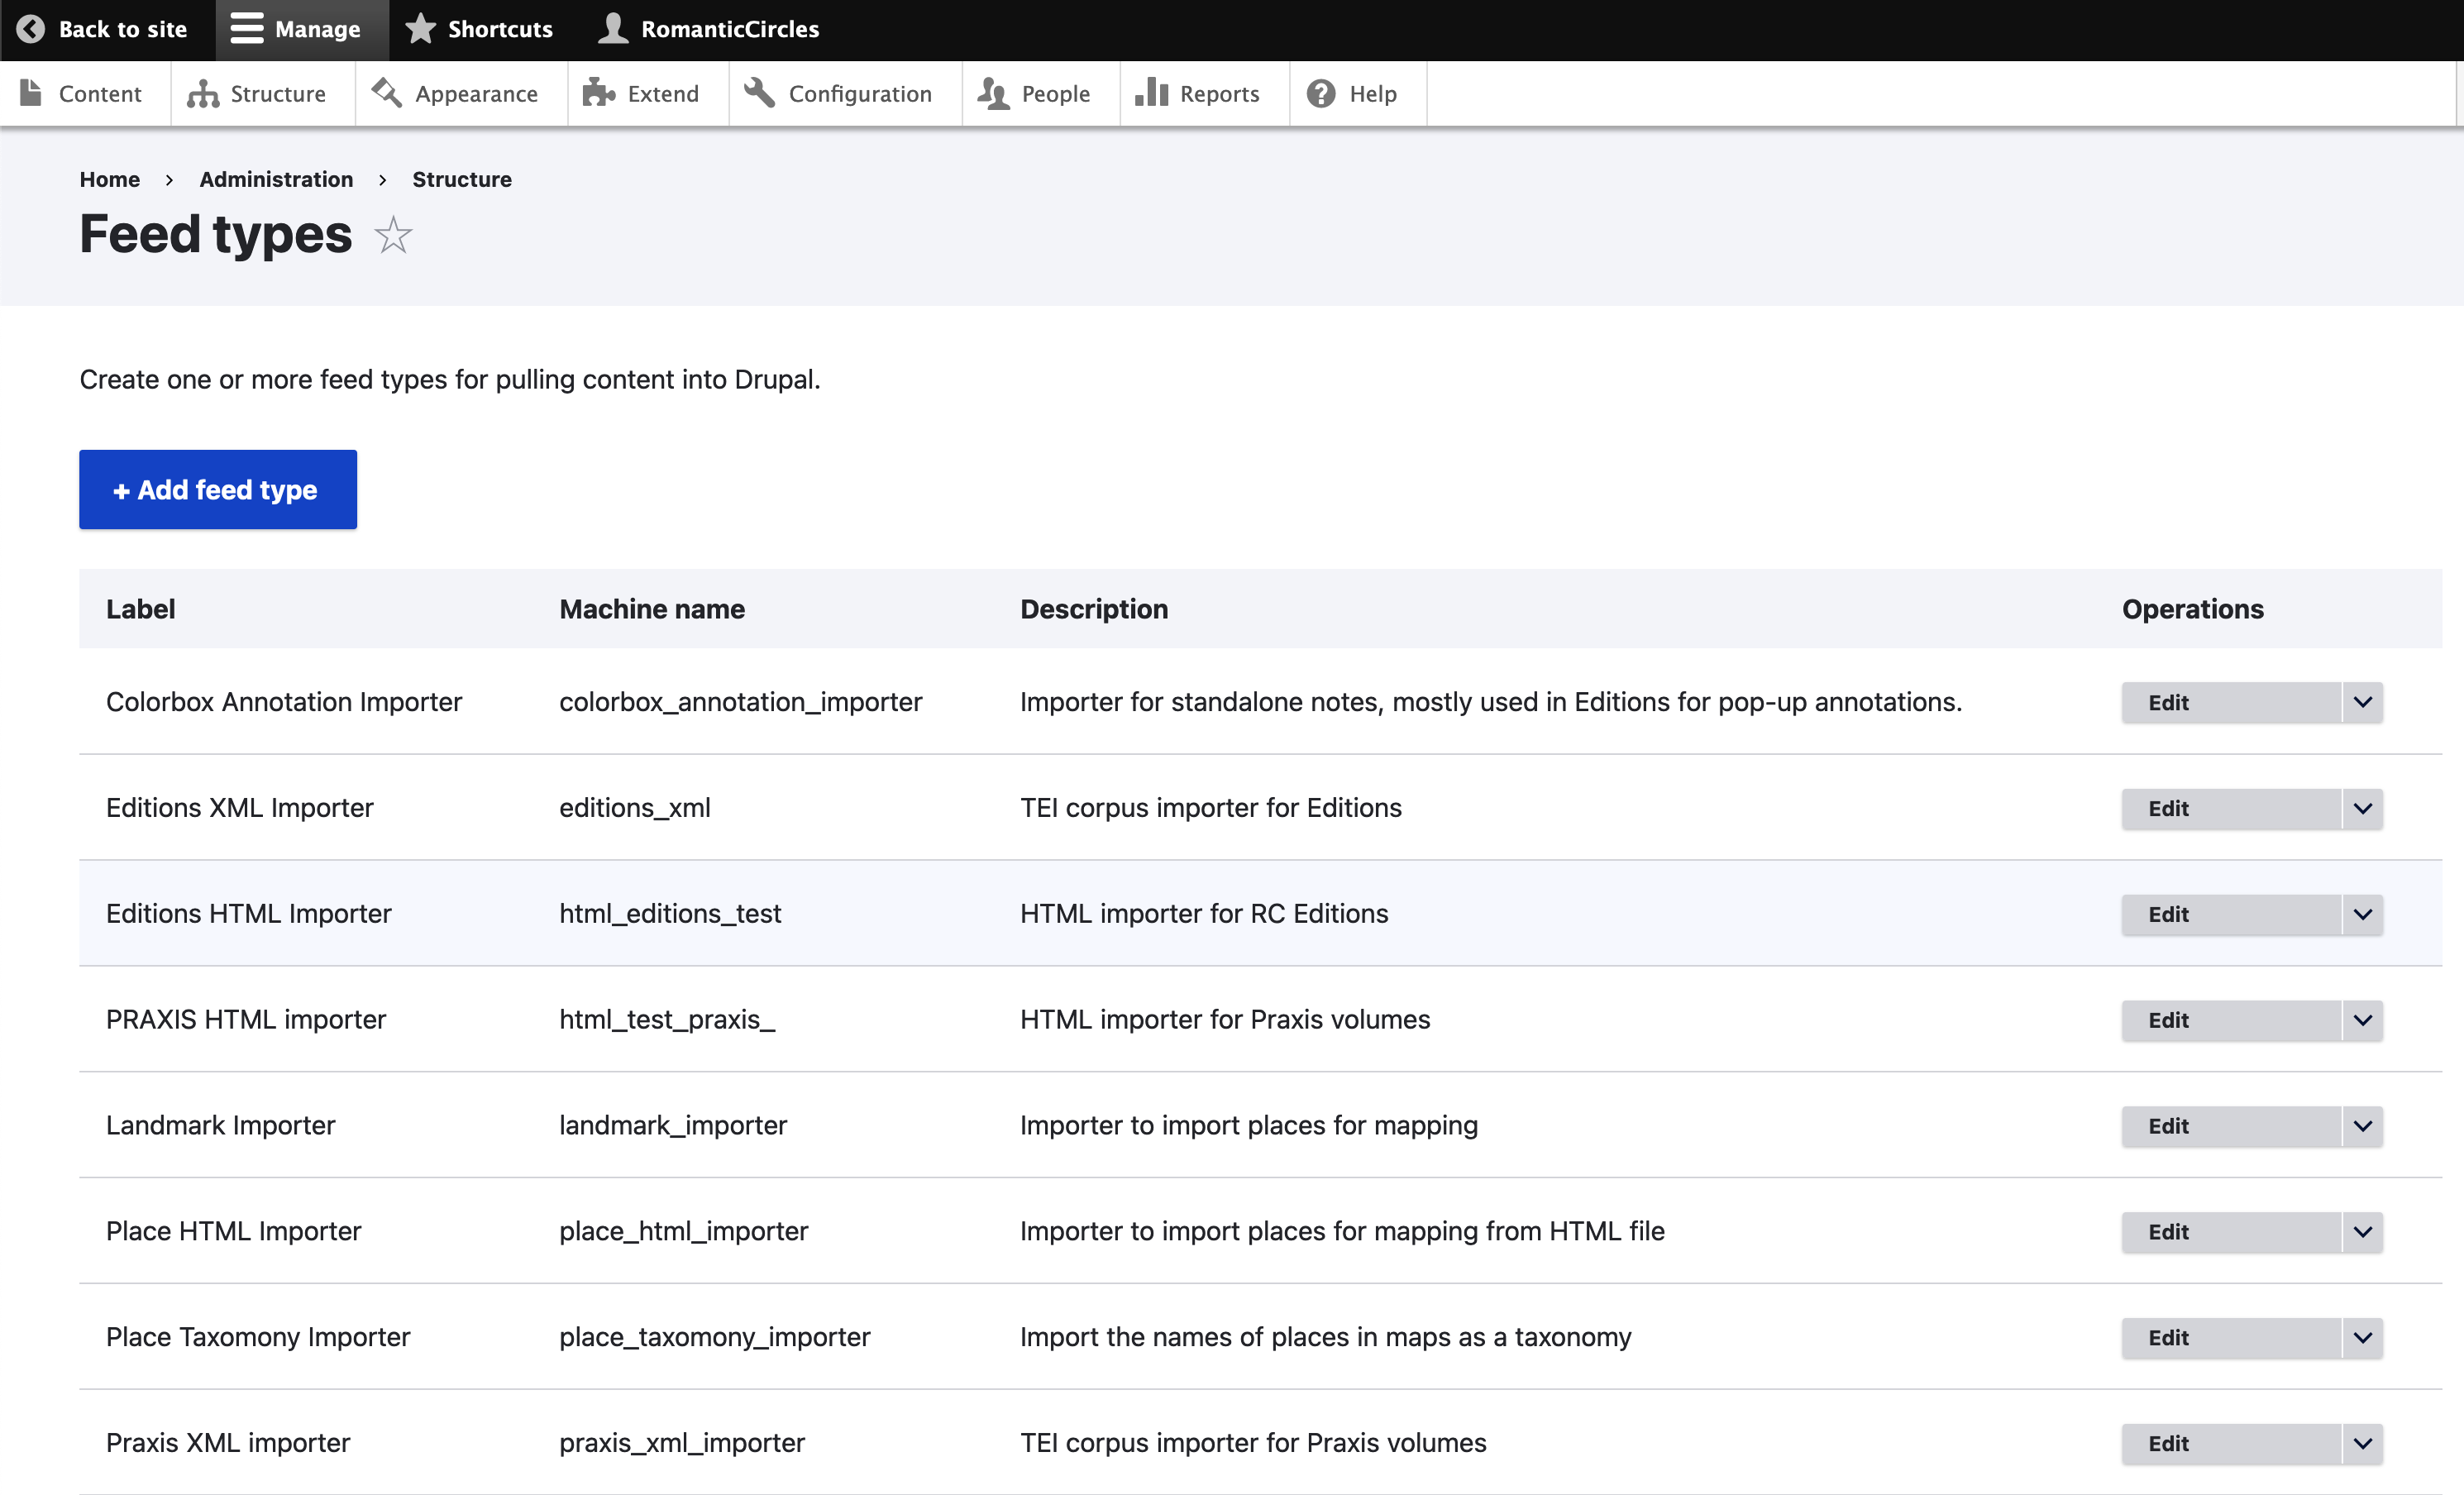 Back to site Manage Shortcuts RomanticCircles
Content Structure Appearance Extend Configuration People Reports Help
Home › Administration › Structure
Feed types
Create one or more feed types for pulling content into Drupal.
+ Add feed type
Label Machine name Description Operations
Colorbox Annotation Importer colorbox_annotation_importer Importer for standalone notes, mostly used in Editions for pop-up annotations. Edit
Editions XML Importer editions_xml TEI corpus importer for Editions Edit
Editions HTML Importer html_editions_test HTML importer for RC Editions Edit
PRAXIS HTML importer html_test_praxis_ HTML importer for Praxis volumes Edit
Landmark Importer landmark_importer Importer to import places for mapping Edit
Place HTML Importer place_html_importer Importer to import places for mapping from HTML file Edit
Place Taxomony Importer place_taxomony_importer Import the names of places in maps as a taxonomy Edit
Praxis XML importer praxis_xml_importer TEI corpus importer for Praxis volumes Edit